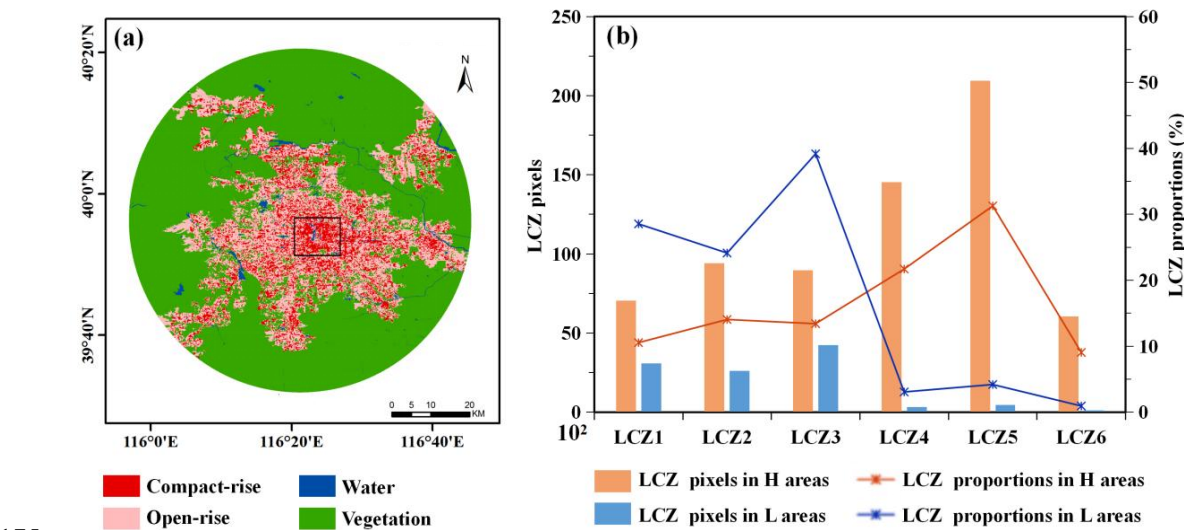 (a)
N
40°20'N
40°0'N
39°40'N
0 5 10 20
KM
116°0'E 116°20'E 116°40'E
Compact-rise
Water
Open-rise
Vegetation
(b)
LCZ pixels
250
200
150
100
50
0
10²
LCZ proportions (%)
60
50
40
30
20
10
0
LCZ1 LCZ2 LCZ3 LCZ4 LCZ5 LCZ6
LCZ pixels in H areas
LCZ proportions in H areas
LCZ pixels in L areas
LCZ proportions in L areas